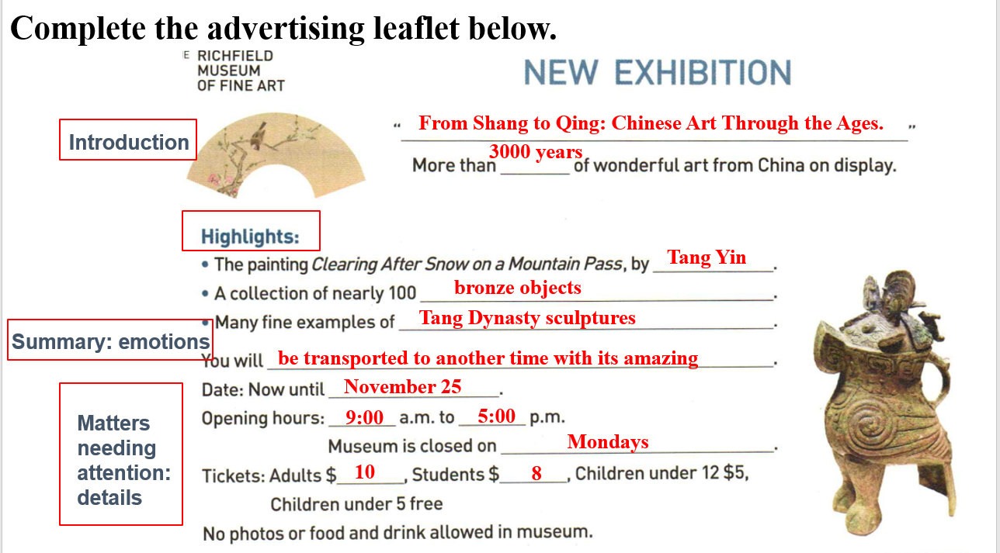 Complete the advertising leaflet below.
E RICHFIELD
MUSEUM
OF FINE ART
NEW EXHIBITION
Introduction
“ From Shang to Qing: Chinese Art Through the Ages. ”
More than 3000 years of wonderful art from China on display.
Highlights:
• The painting Clearing After Snow on a Mountain Pass, by Tang Yin.
• A collection of nearly 100 bronze objects.
• Many fine examples of Tang Dynasty sculptures.
Summary: emotions
You will be transported to another time with its amazing.
Date: Now until November 25.
Opening hours: 9:00 a.m. to 5:00 p.m.
Museum is closed on Mondays.
Matters
needing
attention:
details
Tickets: Adults $ 10, Students $ 8, Children under 12 $5,
Children under 5 free
No photos or food and drink allowed in museum.